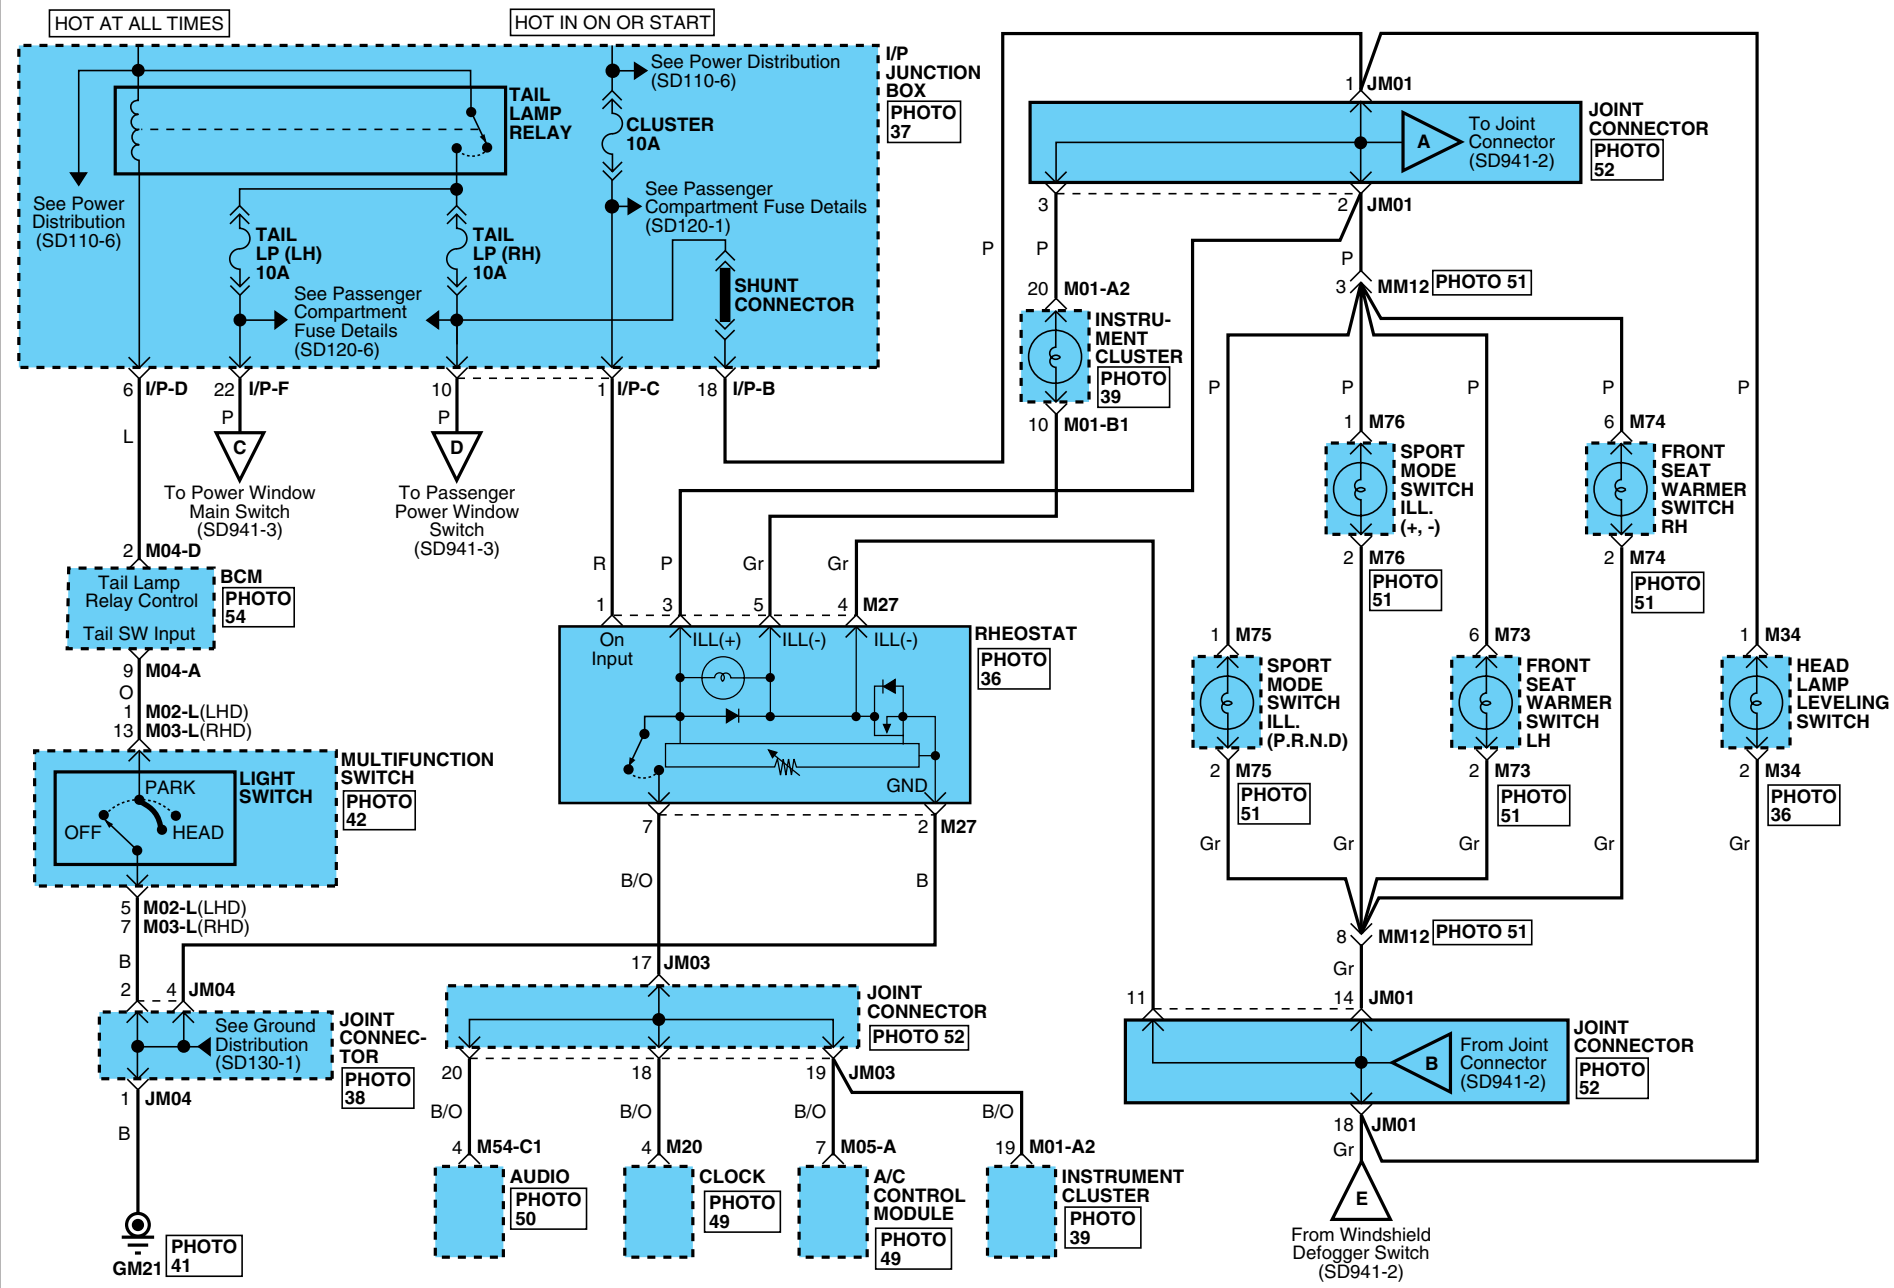 HOT AT ALL TIMES
HOT IN ON OR START
I/P
JUNCTION
BOX
PHOTO
37
See Power Distribution
(SD110-6)
TAIL
LAMP
RELAY
CLUSTER
10A
See Power
Distribution
(SD110-6)
See Passenger
Compartment Fuse Details
(SD120-1)
TAIL
LP (LH)
10A
TAIL
LP (RH)
10A
See Passenger
Compartment
Fuse Details
(SD120-6)
SHUNT
CONNECTOR
6 I/P-D
22 I/P-F
10
1 I/P-C
18 I/P-B
L
P
P
C
D
To Power Window
Main Switch
(SD941-3)
To Passenger
Power Window
Switch
(SD941-3)
2 M04-D
Tail Lamp
Relay Control
Tail SW Input
BCM
PHOTO
54
9 M04-A
O
1 M02-L(LHD)
13 M03-L(RHD)
MULTIFUNCTION
SWITCH
PHOTO
42
LIGHT
SWITCH
PARK
OFF
HEAD
5 M02-L(LHD)
7 M03-L(RHD)
B
2
4 JM04
See Ground
Distribution
(SD130-1)
JOINT
CONNEC-
TOR
PHOTO
38
1 JM04
B
GM21
PHOTO
41
1 JM01
A
To Joint
Connector
(SD941-2)
JOINT
CONNECTOR
PHOTO
52
3
2 JM01
P
P
P
20 M01-A2
INSTRU-
MENT
CLUSTER
PHOTO
39
10 M01-B1
3 MM12
PHOTO 51
P
P
P
P
P
1 M76
SPORT
MODE
SWITCH
ILL.
(+, -)
2 M76
PHOTO
51
6 M74
FRONT
SEAT
WARMER
SWITCH
RH
2 M74
PHOTO
51
R
P
Gr
Gr
1
3
5
4 M27
On
Input
ILL(+)
ILL(-)
ILL(-)
GND
RHEOSTAT
PHOTO
36
7
2 M27
B/O
B
1 M75
SPORT
MODE
SWITCH
ILL.
(P.R.N.D)
2 M75
PHOTO
51
6 M73
FRONT
SEAT
WARMER
SWITCH
LH
2 M73
PHOTO
51
1 M34
HEAD
LAMP
LEVELING
SWITCH
2 M34
PHOTO
36
Gr
Gr
Gr
Gr
Gr
8 MM12
PHOTO 51
Gr
17 JM03
JOINT
CONNECTOR
PHOTO 52
20
18
19 JM03
B/O
B/O
B/O
B/O
4 M54-C1
AUDIO
PHOTO
50
4 M20
CLOCK
PHOTO
49
7 M05-A
A/C
CONTROL
MODULE
PHOTO
49
19 M01-A2
INSTRUMENT
CLUSTER
PHOTO
39
11
14 JM01
B
From Joint
Connector
(SD941-2)
JOINT
CONNECTOR
PHOTO
52
18 JM01
Gr
E
From Windshield
Defogger Switch
(SD941-2)